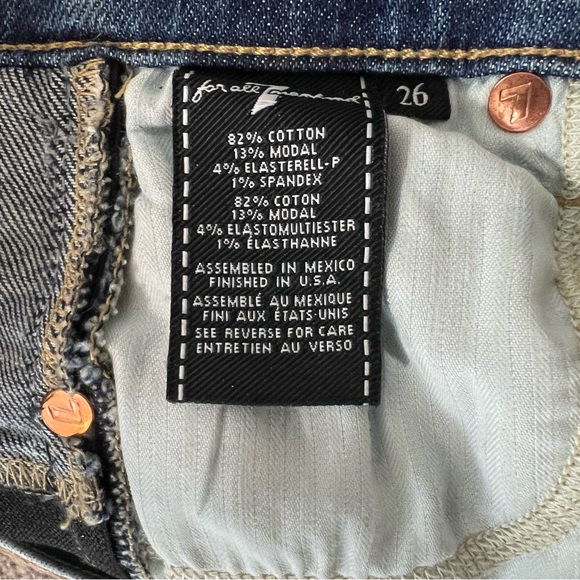 for all 7 mankind
26
82% COTTON
13% MODAL
4% ELASTERELL-P
1% SPANDEX
82% COTON
13% MODAL
4% ELASTOMULTIESTER
1% ÉLASTHANNE
ASSEMBLED IN MEXICO
FINISHED IN U.S.A.
ASSEMBLÉ AU MEXIQUE
FINI AUX ÉTATS-UNIS
SEE REVERSE FOR CARE
ENTRETIEN AU VERSO
7
7